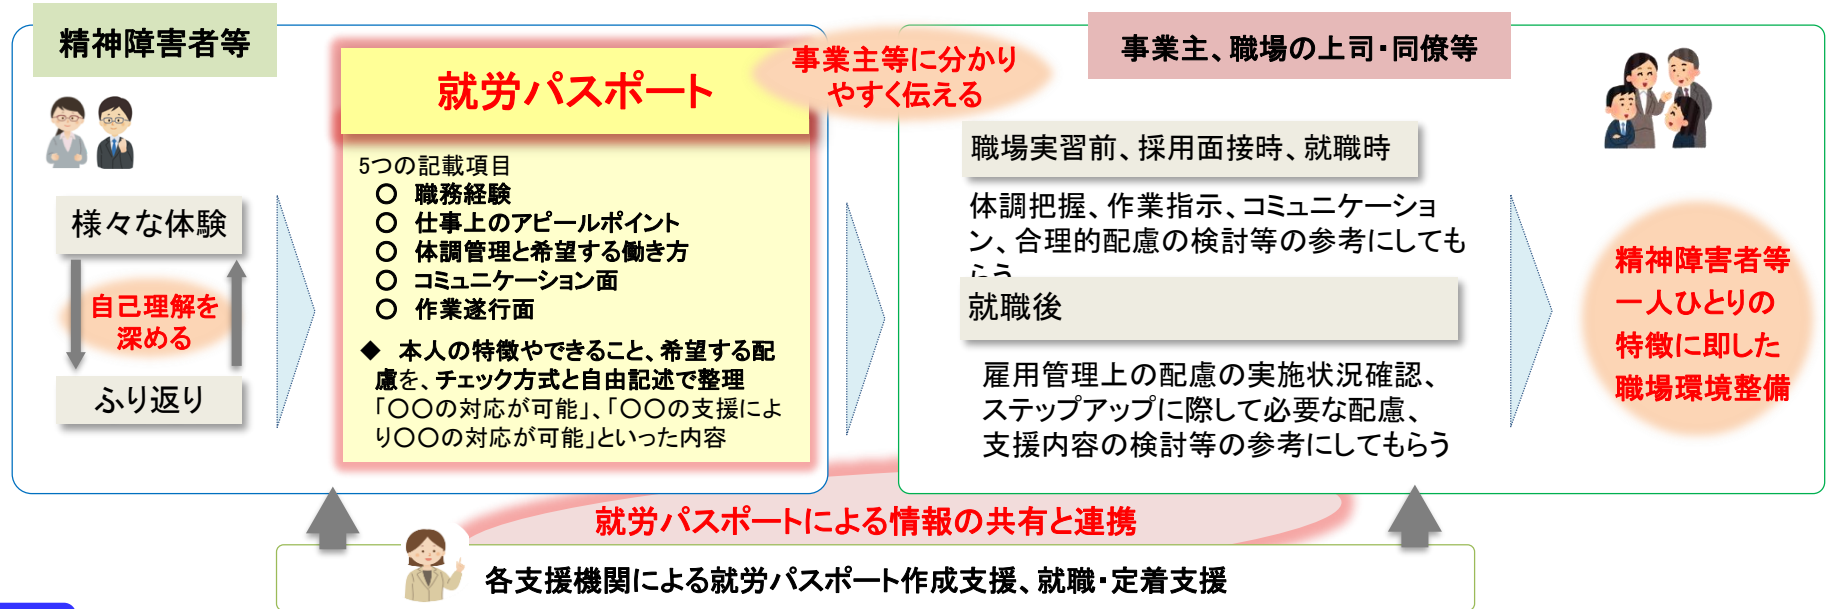 精神障害者等
様々な体験
自己理解を
深める
ふり返り
就労パスポート
5つの記載項目
○ 職務経験
○ 仕事上のアピールポイント
○ 体調管理と希望する働き方
○ コミュニケーション面
○ 作業遂行面
◆ 本人の特徴やできること、希望する配
慮を、チェック方式と自由記述で整理
「○○の対応が可能」、「○○の支援によ
り○○の対応が可能」といった内容
事業主等に分かり
やすく伝える
事業主、職場の上司・同僚等
職場実習前、採用面接時、就職時
体調把握、作業指示、コミュニケーショ
ン、合理的配慮の検討等の参考にしても
らう
就職後
雇用管理上の配慮の実施状況確認、
ステップアップに際して必要な配慮、
支援内容の検討等の参考にしてもらう
精神障害者等
一人ひとりの
特徴に即した
職場環境整備
就労パスポートによる情報の共有と連携
各支援機関による就労パスポート作成支援、就職・定着支援